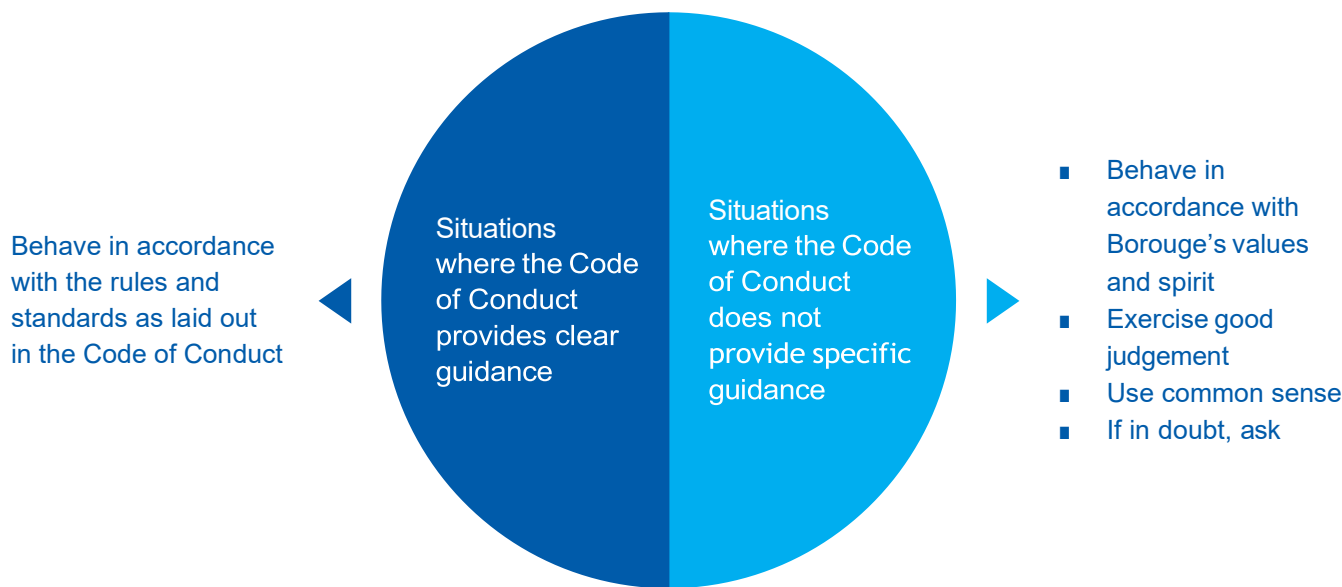 Behave in accordance
with the rules and
standards as laid out
in the Code of Conduct
Situations
where the Code
of Conduct
provides clear
guidance
Situations
where the Code
of Conduct
does not
provide specific
guidance
▪ Behave in
accordance with
Borouge’s values
and spirit
▪ Exercise good
judgement
▪ Use common sense
▪ If in doubt, ask